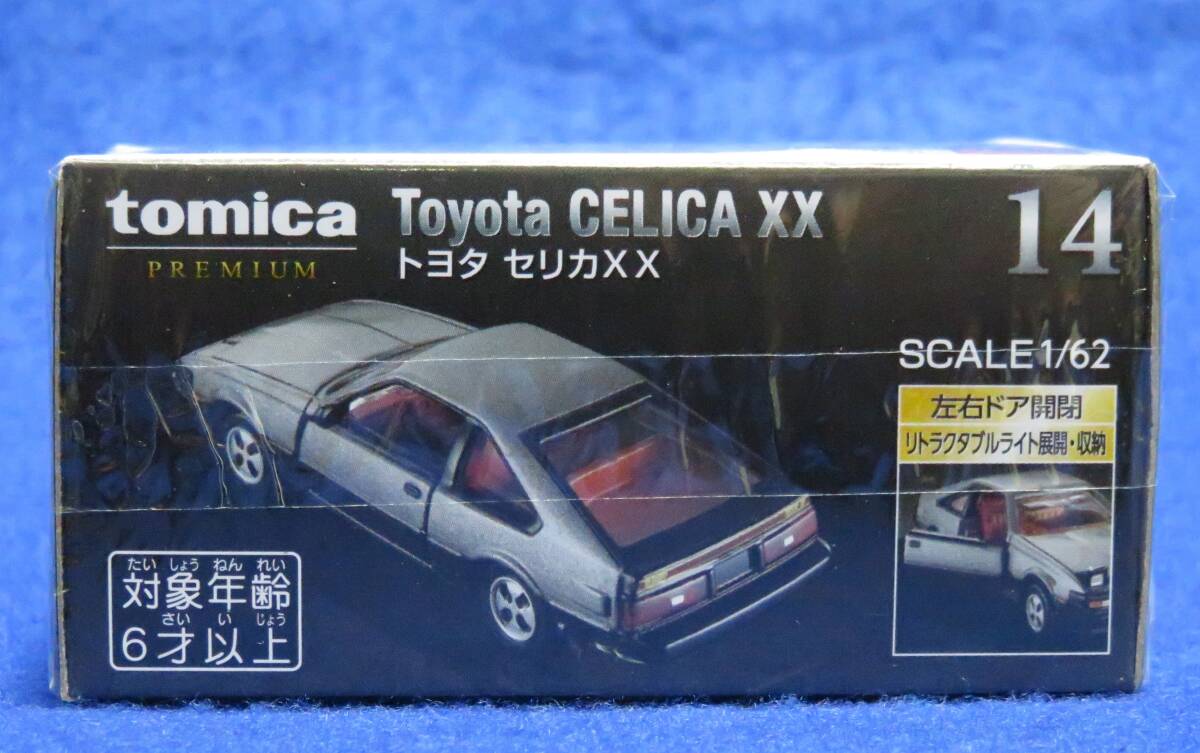 tomica
PREMIUM
Toyota CELICA XX
トヨタ セリカXX
14
SCALE 1/62
左右ドア開閉
リトラクタブルライト展開・収納
たい しょう ねん れい
対象年齢
さい い じょう
6才以上